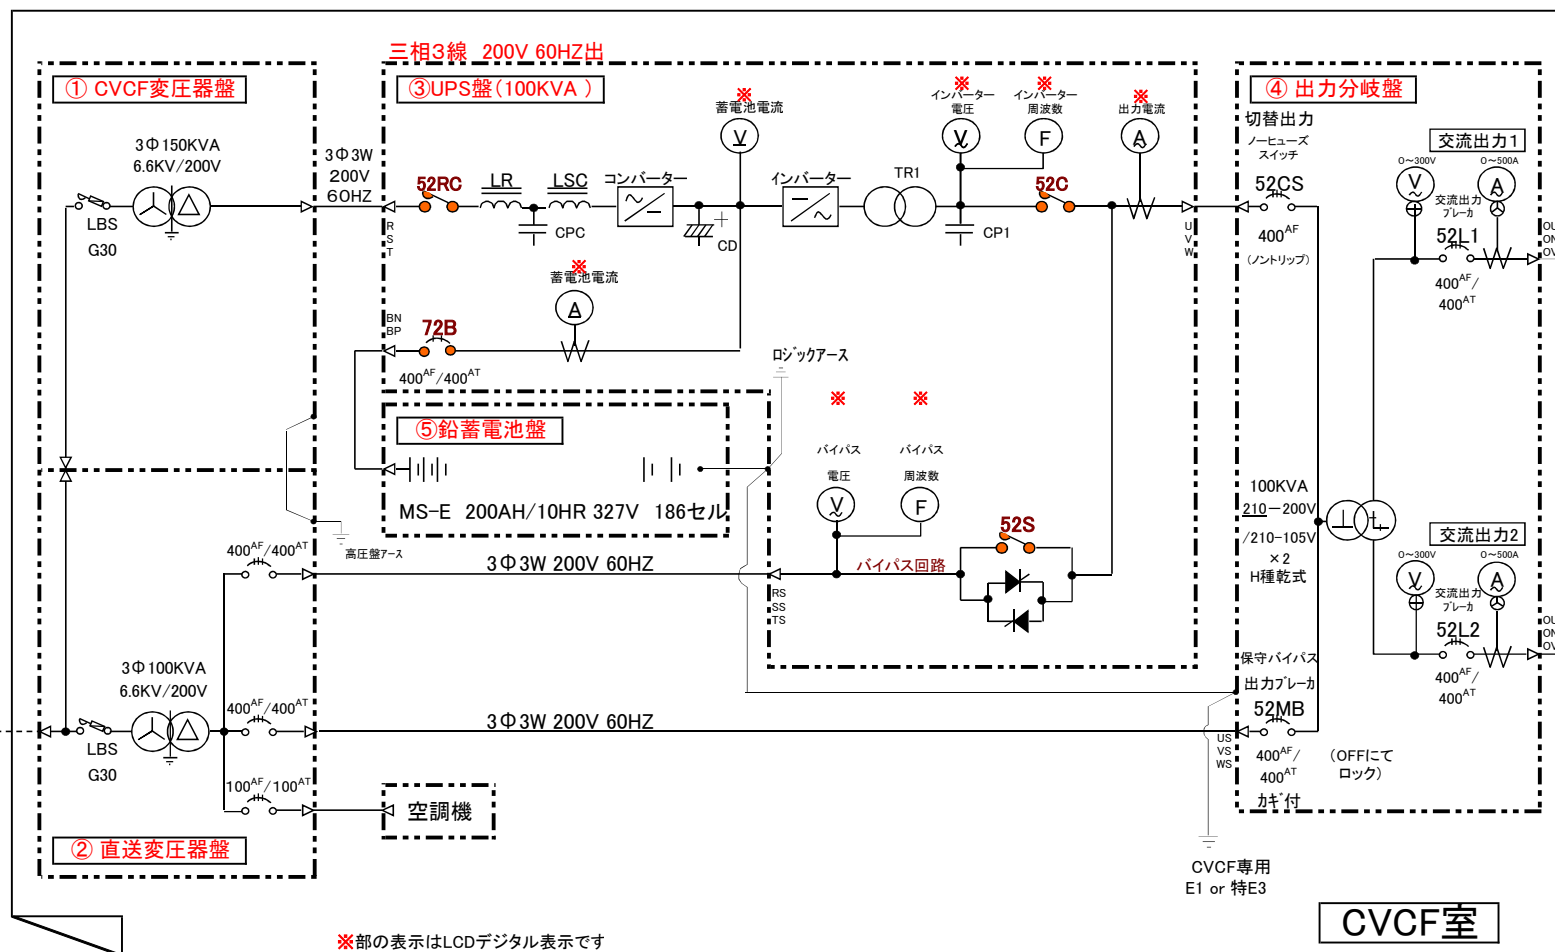 三相3線 200V 60HZ出
① CVCF変圧器盤
3Φ150KVA
6.6KV/200V
LBS
G30
3Φ3W
200V
60HZ
③UPS盤(100KVA )
R
S
T
52RC
LR
LSC
CPC
コンバーター
CD
※
蓄電池電流
V
インバーター
TR1
※
インバーター
電圧
V
※
インバーター
周波数
F
※
出力電流
A
52C
CP1
U
V
W
※
蓄電池電流
A
BN
BP
72B
400AF/400AT
ロジックアース
⑤鉛蓄電池盤
MS-E 200AH/10HR 327V 186セル
※
バイパス
電圧
V
※
バイパス
周波数
F
52S
バイパス回路
RS
SS
TS
高圧盤アース
400AF/400AT
3Φ3W 200V 60HZ
3Φ100KVA
6.6KV/200V
LBS
G30
400AF/400AT
3Φ3W 200V 60HZ
100AF/100AT
空調機
② 直送変圧器盤
④ 出力分岐盤
切替出力
ノーヒューズ
スイッチ
52CS
400AF
(ノントリップ)
交流出力1
0～300V
V
0～500A
A
交流出力
ブレーカ
52L1
400AF/
400AT
OU
ON
OV
100KVA
210－200V
/210-105V
×2
H種乾式
交流出力2
0～300V
V
0～500A
A
交流出力
ブレーカ
52L2
400AF/
400AT
OU
ON
OV
保守バイパス
出力ブレーカ
52MB
US
VS
WS
400AF/
400AT
カギ付
(OFFにて
ロック)
CVCF専用
E1 or 特E3
CVCF室
※部の表示はLCDデジタル表示です